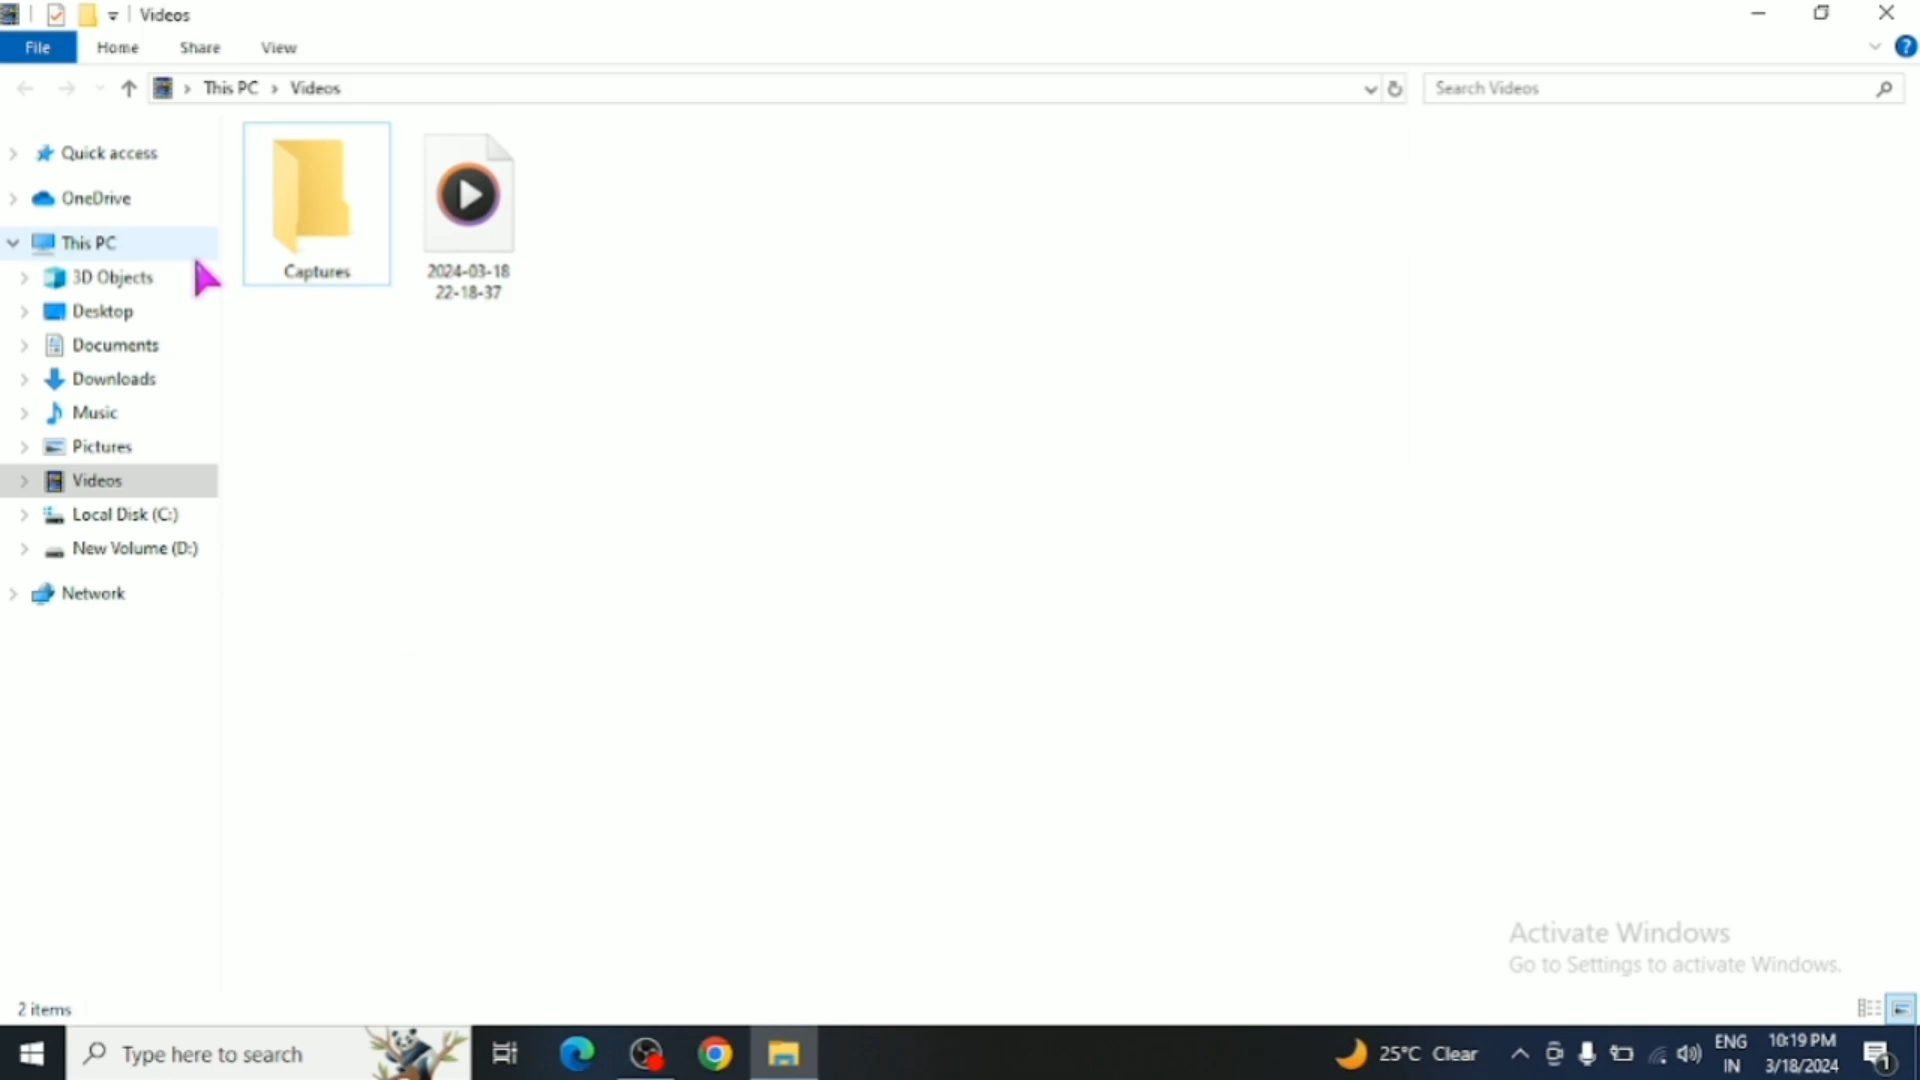 Videos
File Home Share View
This PC Videos
Search Videos
Quick access
OneDrive
This PC
3D Objects
Desktop
Documents
Downloads
Music
Pictures
Videos
Local Disk (C:)
New Volume (D:)
Network
Captures
2024-03-18
22-18-37
Activate Windows
Go to Settings to activate Windows.
2 items
Type here to search
25°C Clear
ENG
IN
10:19 PM
3/18/2024
1